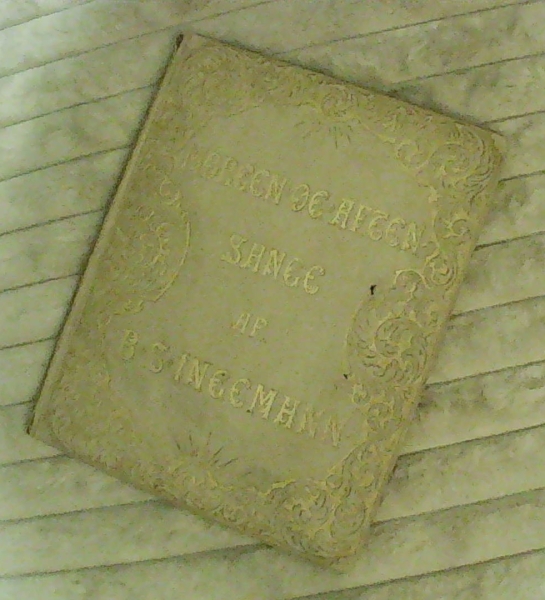 MORGEN OG AFTEN
SANGE
AF
B. S. INGEMANN